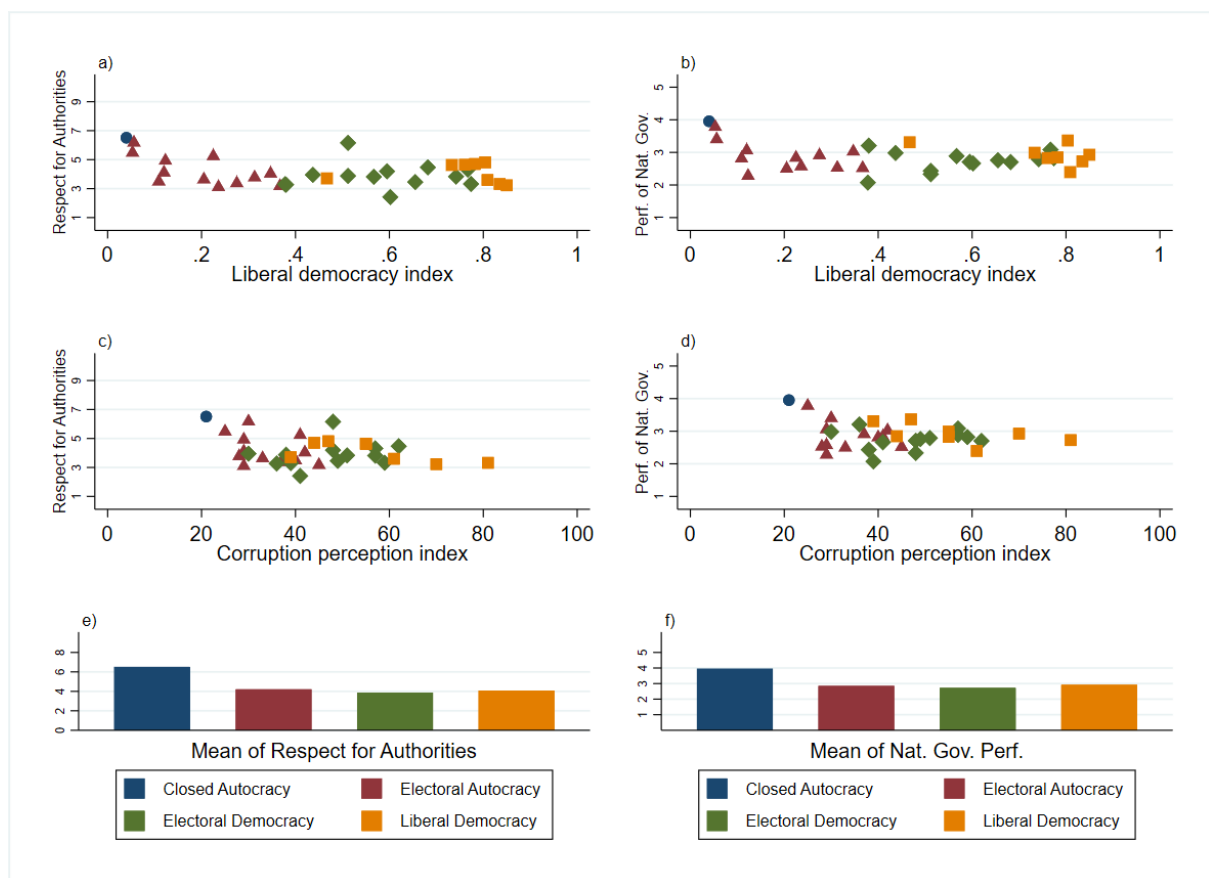 a)
Respect for Authorities
9
7
5
3
1
0 .2 .4 .6 .8 1
Liberal democracy index
b)
Perf. of Nat. Gov.
5
4
3
2
1
0 .2 .4 .6 .8 1
Liberal democracy index
c)
Respect for Authorities
9
7
5
3
1
0 20 40 60 80 100
Corruption perception index
d)
Perf. of Nat. Gov.
5
4
3
2
1
0 20 40 60 80 100
Corruption perception index
e)
8
6
4
2
0
Mean of Respect for Authorities
Closed Autocracy Electoral Autocracy
Electoral Democracy Liberal Democracy
f)
5
4
3
2
1
Mean of Nat. Gov. Perf.
Closed Autocracy Electoral Autocracy
Electoral Democracy Liberal Democracy